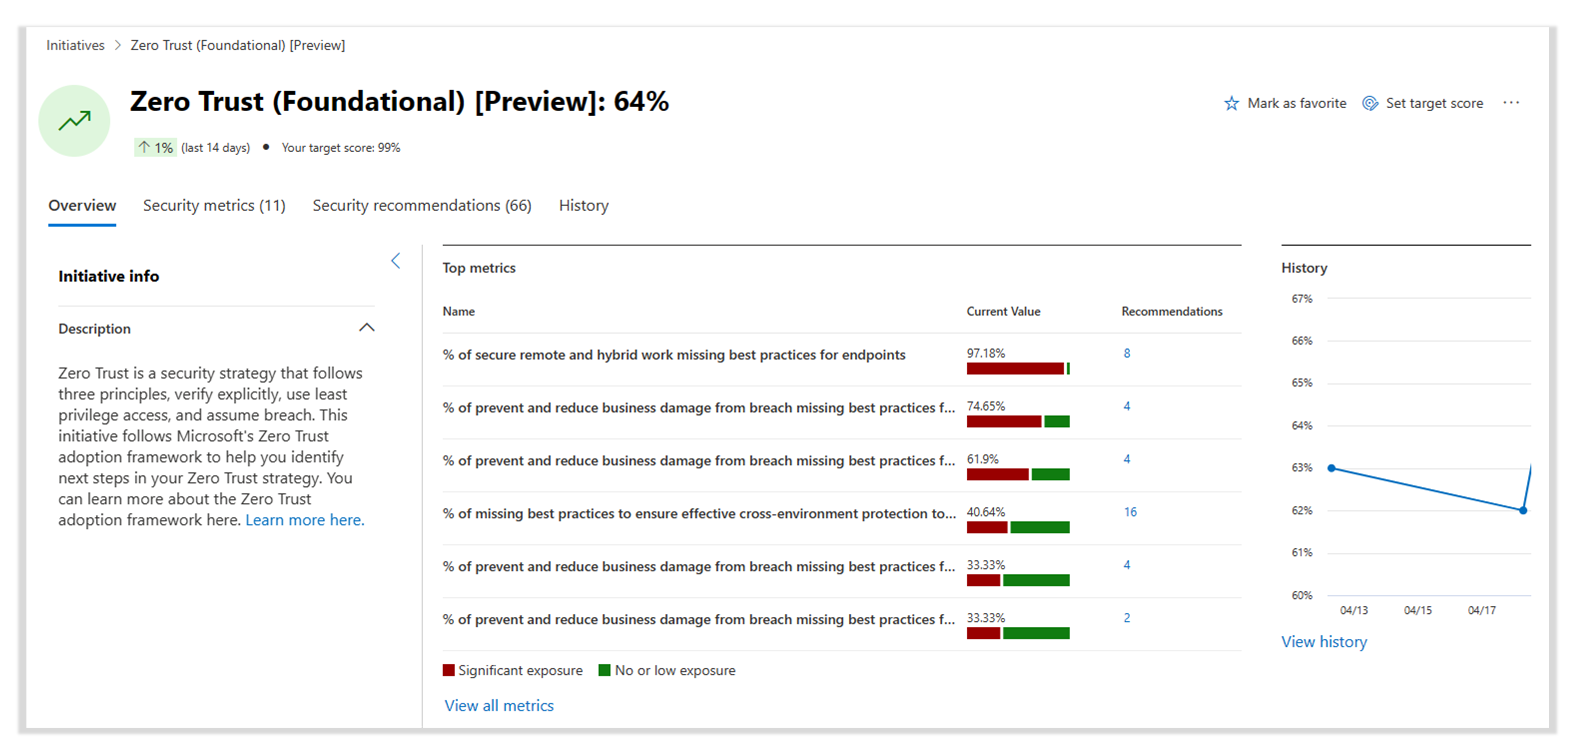 Initiatives > Zero Trust (Foundational) [Preview]
Zero Trust (Foundational) [Preview]: 64%
Mark as favorite Set target score ...
↑ 1% (last 14 days) • Your target score: 99%
Overview Security metrics (11) Security recommendations (66) History
Initiative info
Description
Zero Trust is a security strategy that follows
three principles, verify explicitly, use least
privilege access, and assume breach. This
initiative follows Microsoft's Zero Trust
adoption framework to help you identify
next steps in your Zero Trust strategy. You
can learn more about the Zero Trust
adoption framework here. Learn more here.
Top metrics
Name Current Value Recommendations
% of secure remote and hybrid work missing best practices for endpoints 97.18% 8
% of prevent and reduce business damage from breach missing best practices f... 74.65% 4
% of prevent and reduce business damage from breach missing best practices f... 61.9% 4
% of missing best practices to ensure effective cross-environment protection to... 40.64% 16
% of prevent and reduce business damage from breach missing best practices f... 33.33% 4
% of prevent and reduce business damage from breach missing best practices f... 33.33% 2
Significant exposure No or low exposure
View all metrics
History
67%
66%
65%
64%
63%
62%
61%
60%
04/13 04/15 04/17
View history